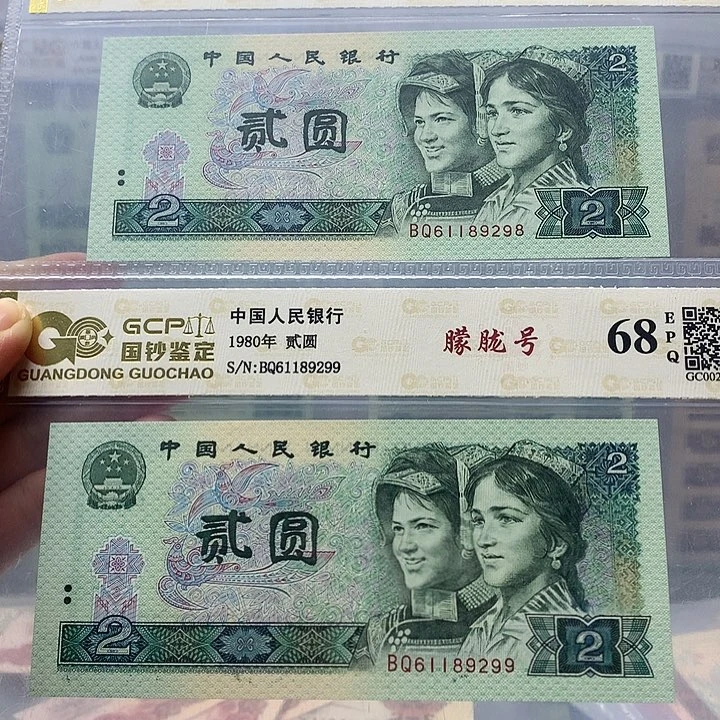 中国人民银行
2
贰圆
2
2
BQ61189298
GCP
国钞鉴定
GUANGDONG GUOCHAO
中国人民银行
1980年 贰圆
S/N:BQ61189299
朦胧号
68
EPQ
GC002
中国人民银行
2
贰圆
2
2
BQ61189299